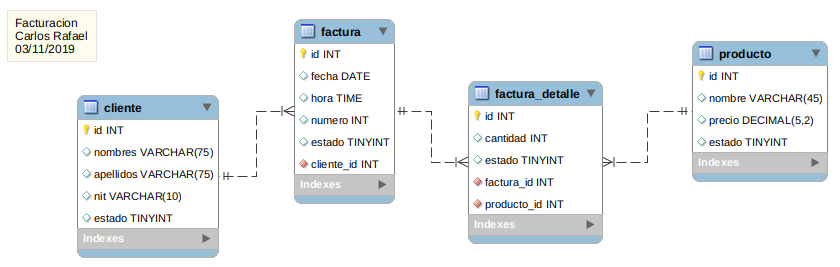 Facturacion
Carlos Rafael
03/11/2019
cliente
id INT
nombres VARCHAR(75)
apellidos VARCHAR(75)
nit VARCHAR(10)
estado TINYINT
Indexes
factura
id INT
fecha DATE
hora TIME
numero INT
estado TINYINT
cliente_id INT
Indexes
factura_detalle
id INT
cantidad INT
estado TINYINT
factura_id INT
producto_id INT
Indexes
producto
id INT
nombre VARCHAR(45)
precio DECIMAL(5,2)
estado TINYINT
Indexes